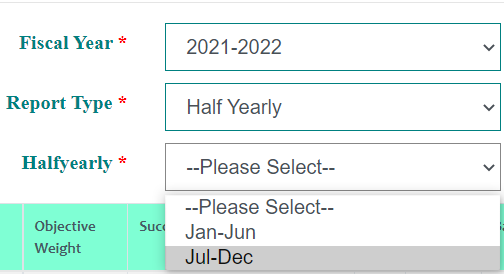 Fiscal Year *
2021-2022
Report Type *
Half Yearly
Halfyearly *
--Please Select--
--Please Select--
Jan-Jun
Jul-Dec
Objective
Weight